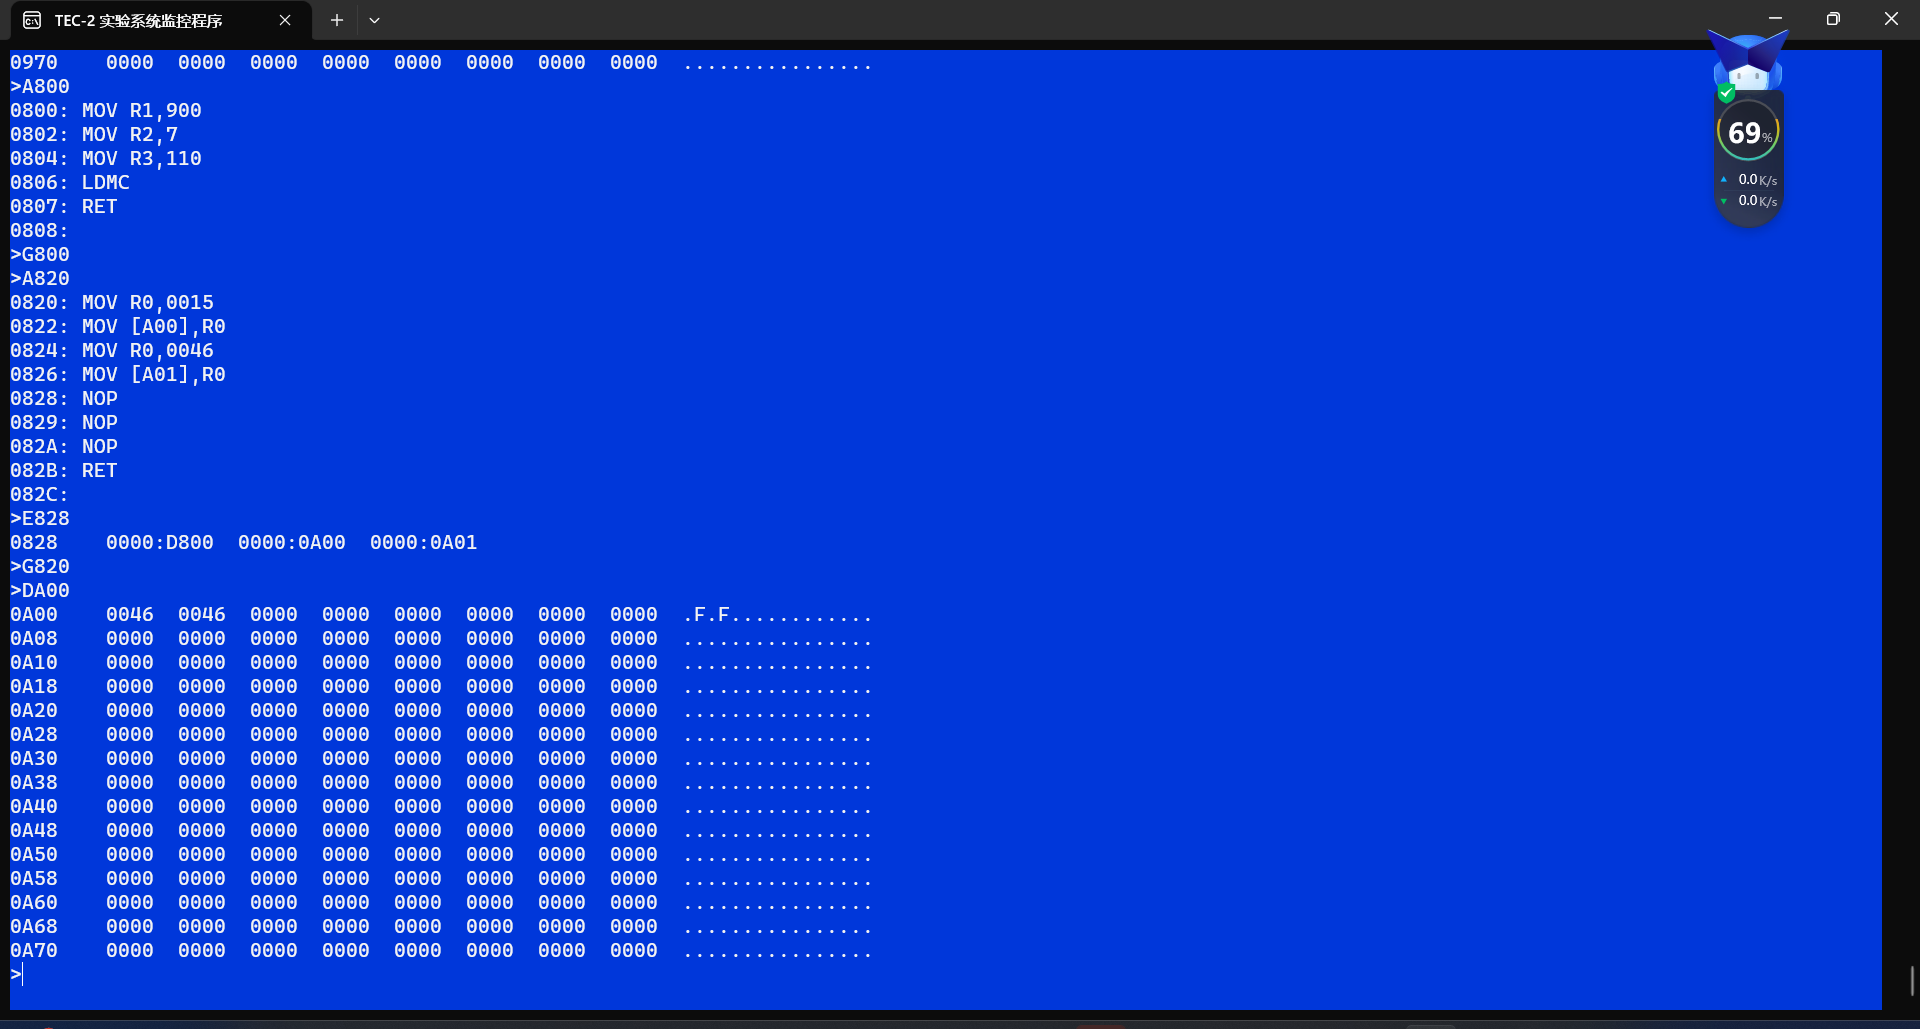 TEC-2 实验系统监控程序
0970    0000  0000  0000  0000  0000  0000  0000  0000  ................
>A800
0800: MOV R1,900
0802: MOV R2,7
0804: MOV R3,110
0806: LDMC
0807: RET
0808:
>G800
>A820
0820: MOV R0,0015
0822: MOV [A00],R0
0824: MOV R0,0046
0826: MOV [A01],R0
0828: NOP
0829: NOP
082A: NOP
082B: RET
082C:
>E828
0828    0000:D800  0000:0A00  0000:0A01
>G820
>DA00
0A00    0046  0046  0000  0000  0000  0000  0000  0000  .F.F............
0A08    0000  0000  0000  0000  0000  0000  0000  0000  ................
0A10    0000  0000  0000  0000  0000  0000  0000  0000  ................
0A18    0000  0000  0000  0000  0000  0000  0000  0000  ................
0A20    0000  0000  0000  0000  0000  0000  0000  0000  ................
0A28    0000  0000  0000  0000  0000  0000  0000  0000  ................
0A30    0000  0000  0000  0000  0000  0000  0000  0000  ................
0A38    0000  0000  0000  0000  0000  0000  0000  0000  ................
0A40    0000  0000  0000  0000  0000  0000  0000  0000  ................
0A48    0000  0000  0000  0000  0000  0000  0000  0000  ................
0A50    0000  0000  0000  0000  0000  0000  0000  0000  ................
0A58    0000  0000  0000  0000  0000  0000  0000  0000  ................
0A60    0000  0000  0000  0000  0000  0000  0000  0000  ................
0A68    0000  0000  0000  0000  0000  0000  0000  0000  ................
0A70    0000  0000  0000  0000  0000  0000  0000  0000  ................
>
69%
0.0K/s
0.0K/s